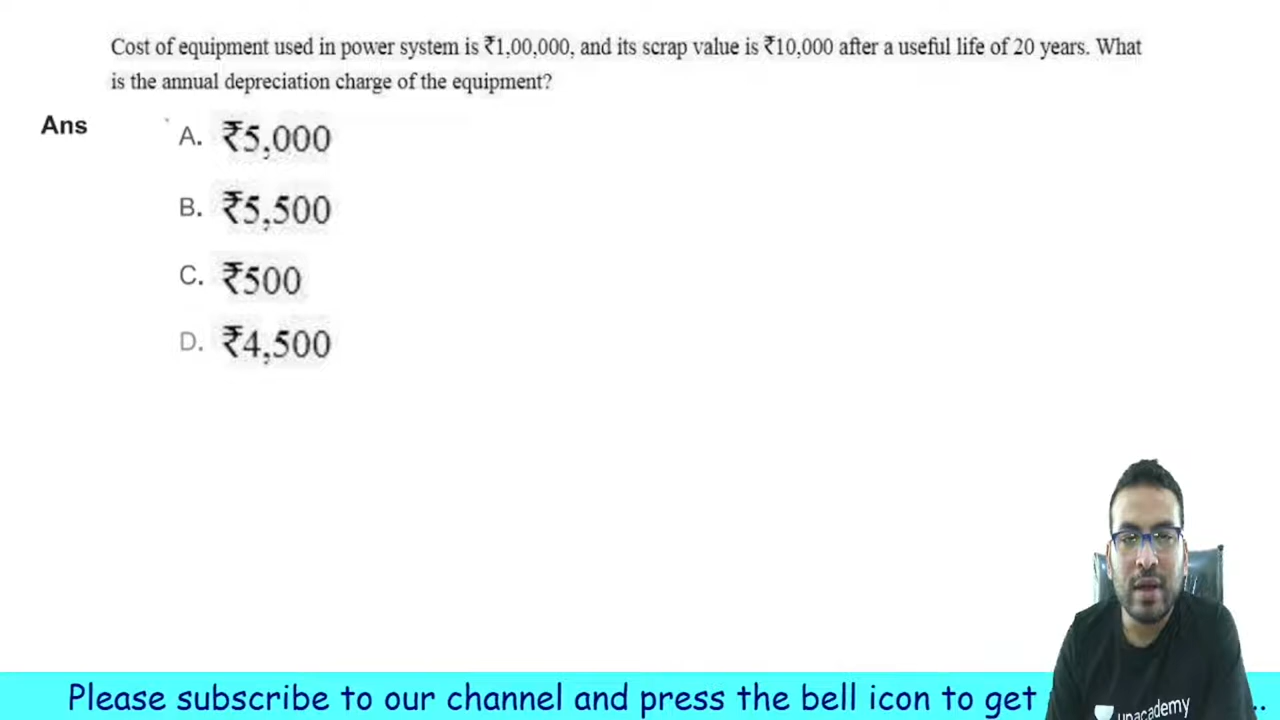 Cost of equipment used in power system is ₹1,00,000, and its scrap value is ₹10,000 after a useful life of 20 years. What
is the annual depreciation charge of the equipment?
Ans
A. ₹5,000
B. ₹5,500
C. ₹500
D. ₹4,500
Please subscribe to our channel and press the bell icon to get
unacademy